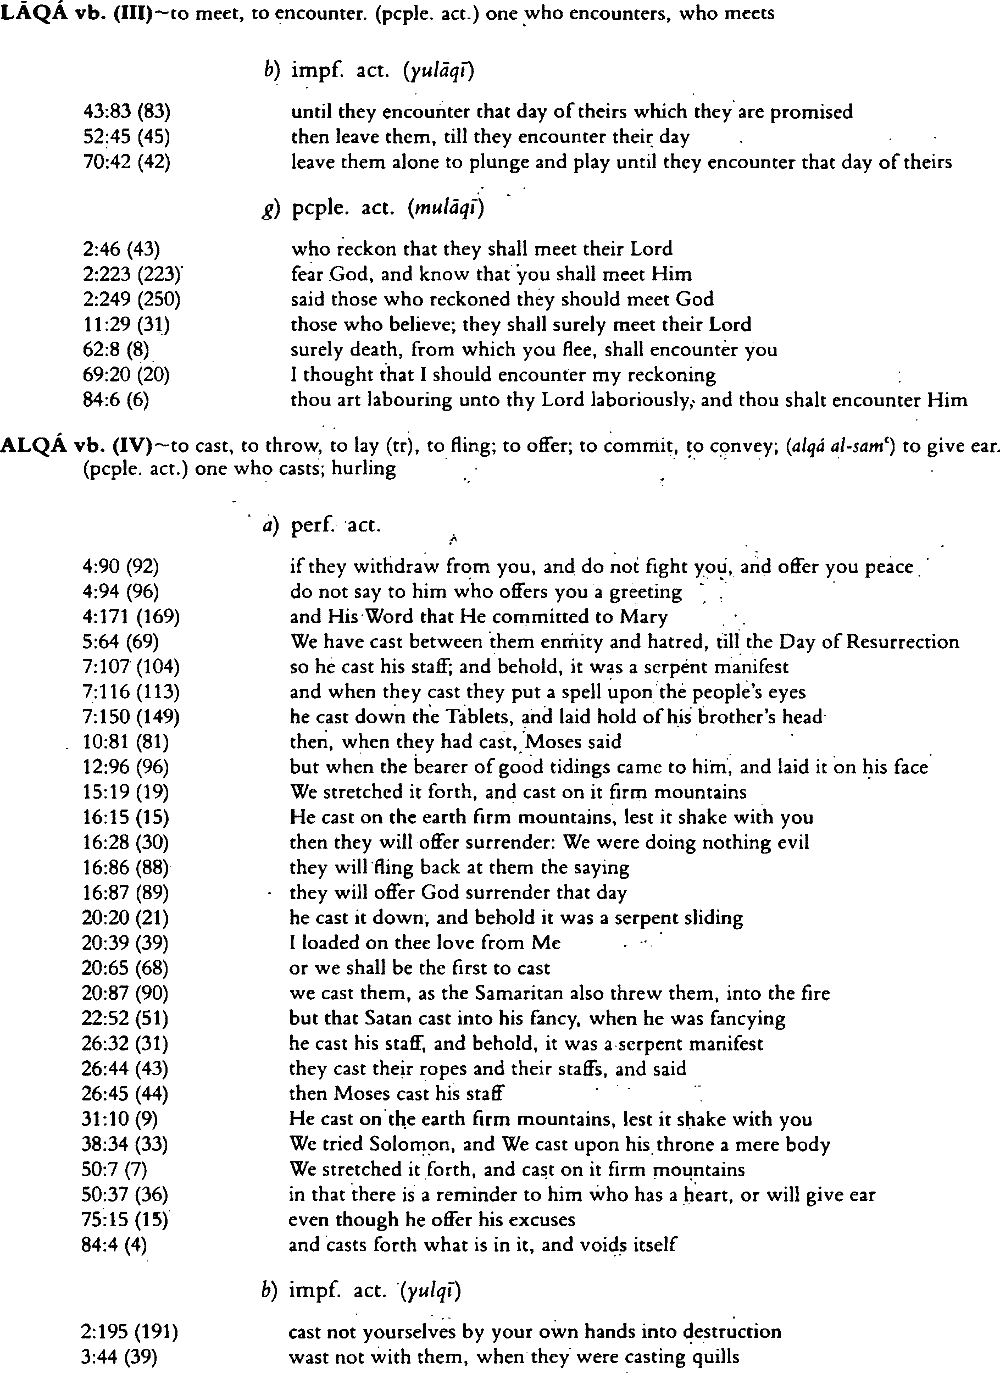 LĀQÁ vb. (III)~to meet, to encounter. (pcple. act.) one who encounters, who meets
b) impf. act. (yulāqī)
43:83 (83) until they encounter that day of theirs which they are promised
52:45 (45) then leave them, till they encounter their day
70:42 (42) leave them alone to plunge and play until they encounter that day of theirs
g) pcple. act. (mulāqī)
2:46 (43) who reckon that they shall meet their Lord
2:223 (223) fear God, and know that you shall meet Him
2:249 (250) said those who reckoned they should meet God
11:29 (31) those who believe; they shall surely meet their Lord
62:8 (8) surely death, from which you flee, shall encounter you
69:20 (20) I thought that I should encounter my reckoning
84:6 (6) thou art labouring unto thy Lord laboriously, and thou shalt encounter Him
ALQÁ vb. (IV)~to cast, to throw, to lay (tr), to fling; to offer; to commit, to convey; (alqá al-samʿ) to give ear.
(pcple. act.) one who casts; hurling
a) perf. act.
4:90 (92) if they withdraw from you, and do not fight you, and offer you peace
4:94 (96) do not say to him who offers you a greeting
4:171 (169) and His Word that He committed to Mary
5:64 (69) We have cast between them enmity and hatred, till the Day of Resurrection
7:107 (104) so he cast his staff; and behold, it was a serpent manifest
7:116 (113) and when they cast they put a spell upon the people's eyes
7:150 (149) he cast down the Tablets, and laid hold of his brother's head
10:81 (81) then, when they had cast, Moses said
12:96 (96) but when the bearer of good tidings came to him, and laid it on his face
15:19 (19) We stretched it forth, and cast on it firm mountains
16:15 (15) He cast on the earth firm mountains, lest it shake with you
16:28 (30) then they will offer surrender: We were doing nothing evil
16:86 (88) they will fling back at them the saying
16:87 (89) they will offer God surrender that day
20:20 (21) he cast it down, and behold it was a serpent sliding
20:39 (39) I loaded on thee love from Me
20:65 (68) or we shall be the first to cast
20:87 (90) we cast them, as the Samaritan also threw them, into the fire
22:52 (51) but that Satan cast into his fancy, when he was fancying
26:32 (31) he cast his staff, and behold, it was a serpent manifest
26:44 (43) they cast their ropes and their staffs, and said
26:45 (44) then Moses cast his staff
31:10 (9) He cast on the earth firm mountains, lest it shake with you
38:34 (33) We tried Solomon, and We cast upon his throne a mere body
50:7 (7) We stretched it forth, and cast on it firm mountains
50:37 (36) in that there is a reminder to him who has a heart, or will give ear
75:15 (15) even though he offer his excuses
84:4 (4) and casts forth what is in it, and voids itself
b) impf. act. (yulqī)
2:195 (191) cast not yourselves by your own hands into destruction
3:44 (39) wast not with them, when they were casting quills